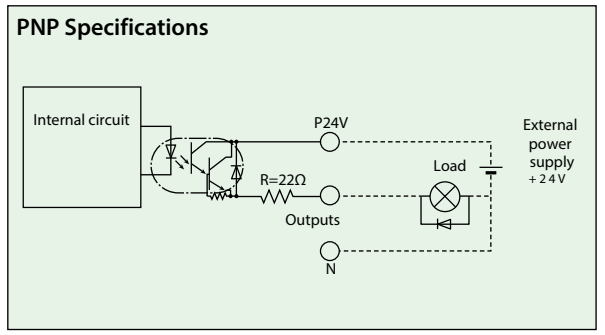 PNP Specifications
Internal circuit
P24V
External
power
supply
+24V
Load
R=22Ω
Outputs
N